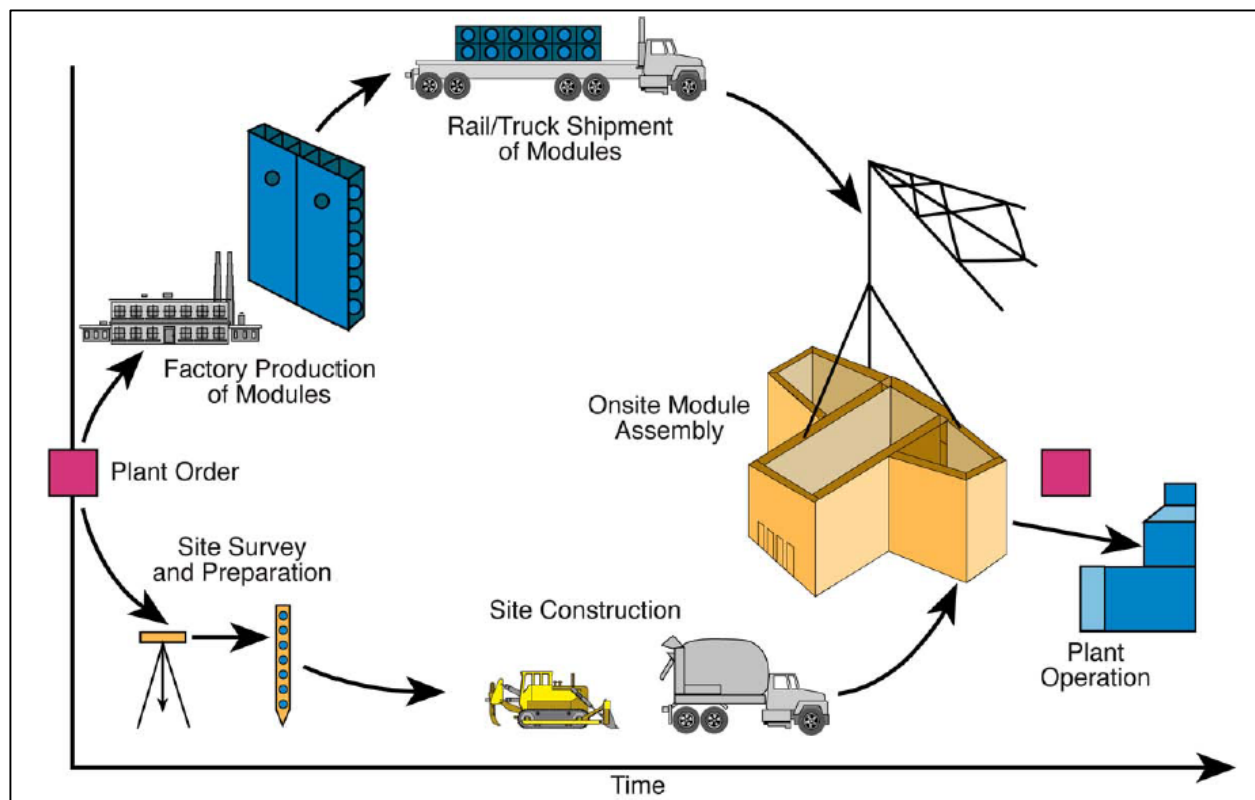 Rail/Truck Shipment
of Modules
Factory Production
of Modules
Onsite Module
Assembly
Plant Order
Site Survey
and Preparation
Site Construction
Plant
Operation
Time